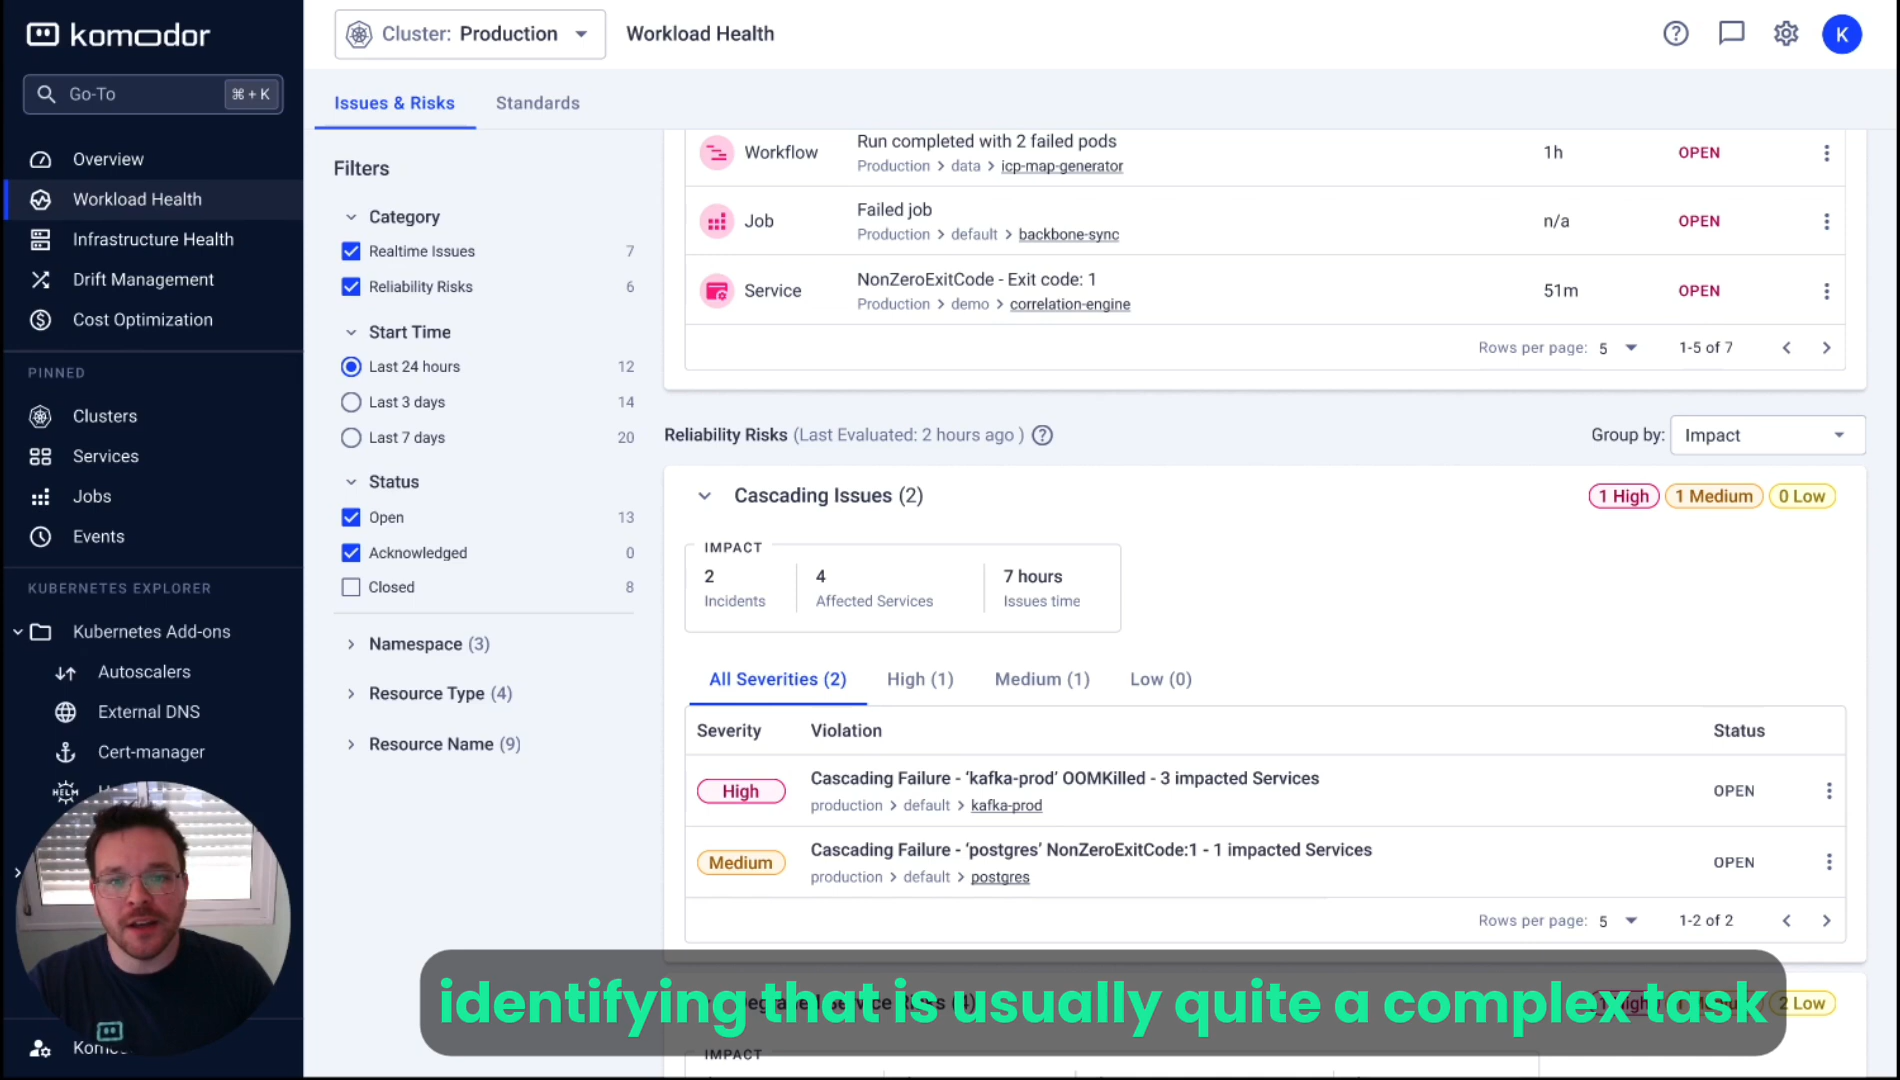 komodor
Go-To
⌘ + K
Overview
Workload Health
Infrastructure Health
Drift Management
Cost Optimization
PINNED
Clusters
Services
Jobs
Events
KUBERNETES EXPLORER
Kubernetes Add-ons
Autoscalers
External DNS
Cert-manager
HELM
Cluster: Production
Workload Health
K
Issues & Risks
Standards
Filters
Category
Realtime Issues 7
Reliability Risks 6
Start Time
Last 24 hours 12
Last 3 days 14
Last 7 days 20
Status
Open 13
Acknowledged 0
Closed 8
Namespace (3)
Resource Type (4)
Resource Name (9)
Workflow
Run completed with 2 failed pods
Production > data > icp-map-generator
1h
OPEN
Job
Failed job
Production > default > backbone-sync
n/a
OPEN
Service
NonZeroExitCode - Exit code: 1
Production > demo > correlation-engine
51m
OPEN
Rows per page: 5 1-5 of 7
Reliability Risks (Last Evaluated: 2 hours ago )
Group by: Impact
Cascading Issues (2)
1 High 1 Medium 0 Low
IMPACT
2 4 7 hours
Incidents Affected Services Issues time
All Severities (2) High (1) Medium (1) Low (0)
Severity Violation Status
High
Cascading Failure - ‘kafka-prod’ OOMKilled - 3 impacted Services
production > default > kafka-prod
OPEN
Medium
Cascading Failure - ‘postgres’ NonZeroExitCode:1 - 1 impacted Services
production > default > postgres
OPEN
Rows per page: 5 1-2 of 2
identifying that is usually quite a complex task
2 Low
IMPACT